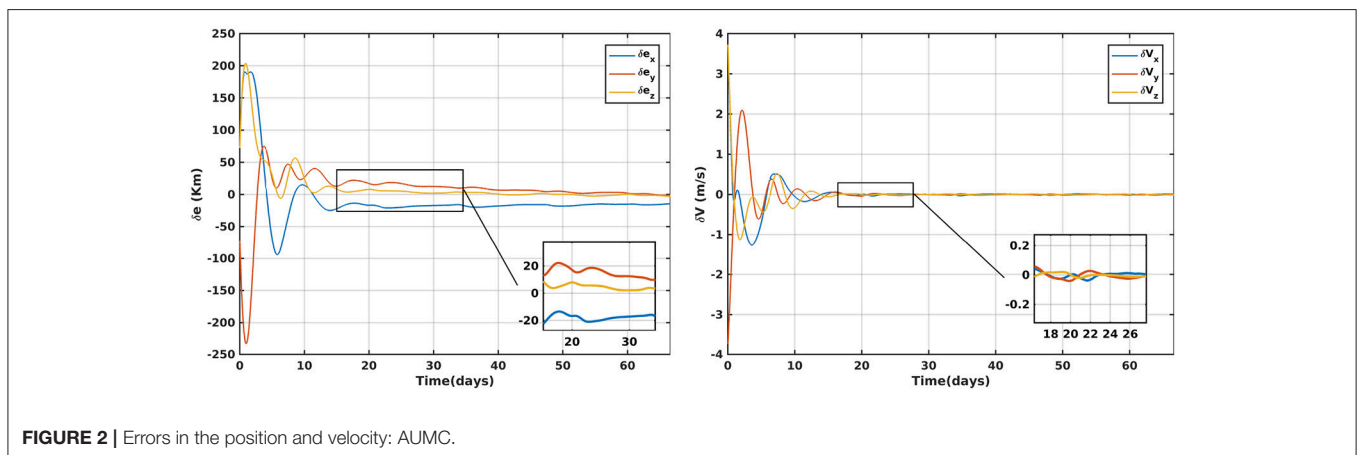 250
200
150
100
50
0
-50
-100
-150
-200
-250
δe (Km)
0 10 20 30 40 50 60
Time(days)
δe_x
δe_y
δe_z
20
0
-20
20 30
4
3
2
1
0
-1
-2
-3
-4
δV (m/s)
0 10 20 30 40 50 60
Time(days)
δV_x
δV_y
δV_z
0.2
0
-0.2
18 20 22 24 26
FIGURE 2 | Errors in the position and velocity: AUMC.